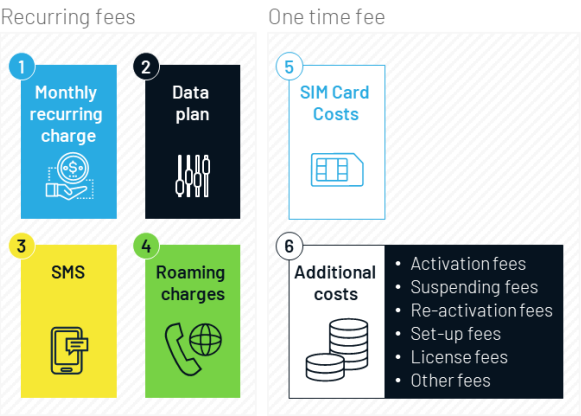 Recurring fees
One time fee
1
Monthly
recurring
charge
2
Data
plan
3
SMS
4
Roaming
charges
5
SIM Card
Costs
6
Additional
costs
• Activation fees
• Suspending fees
• Re-activation fees
• Set-up fees
• License fees
• Other fees
$